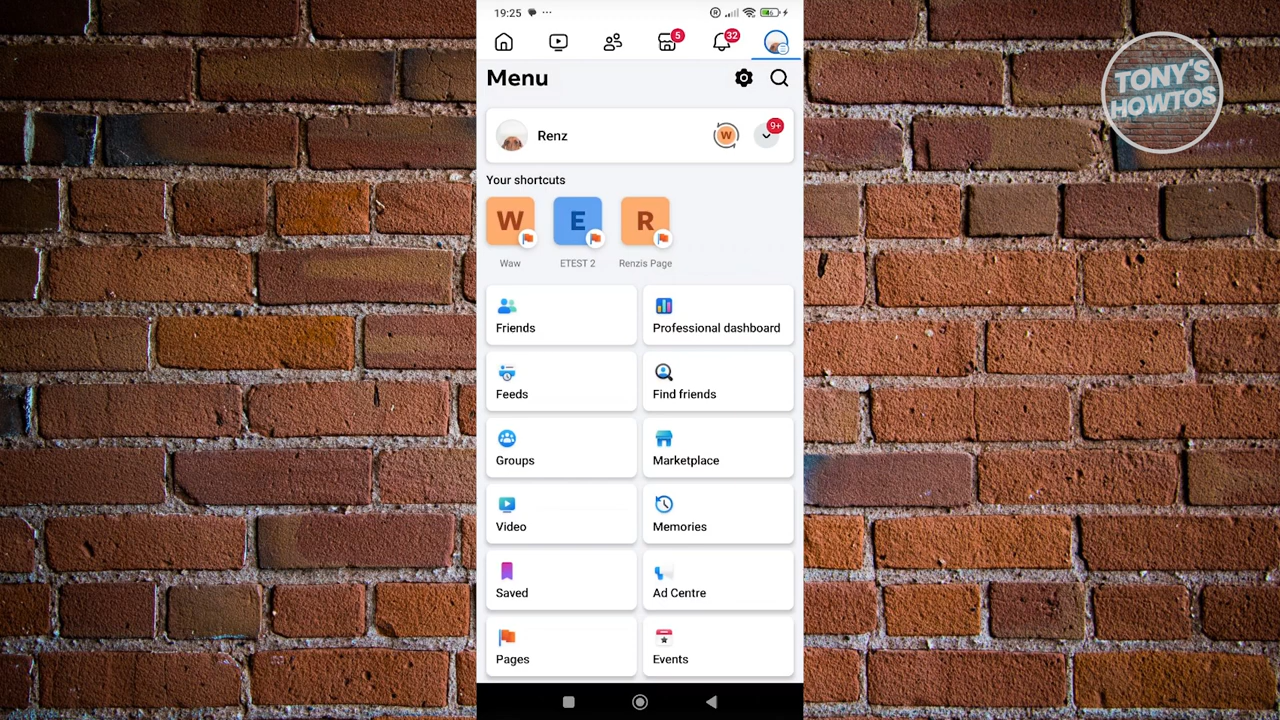 19:25
5
32
Menu
TONY'S
HOWTOS
Renz
W
9+
Your shortcuts
W
E
R
Waw
ETEST 2
Renzis Page
Friends
Professional dashboard
Feeds
Find friends
Groups
Marketplace
Video
Memories
Saved
Ad Centre
Pages
Events